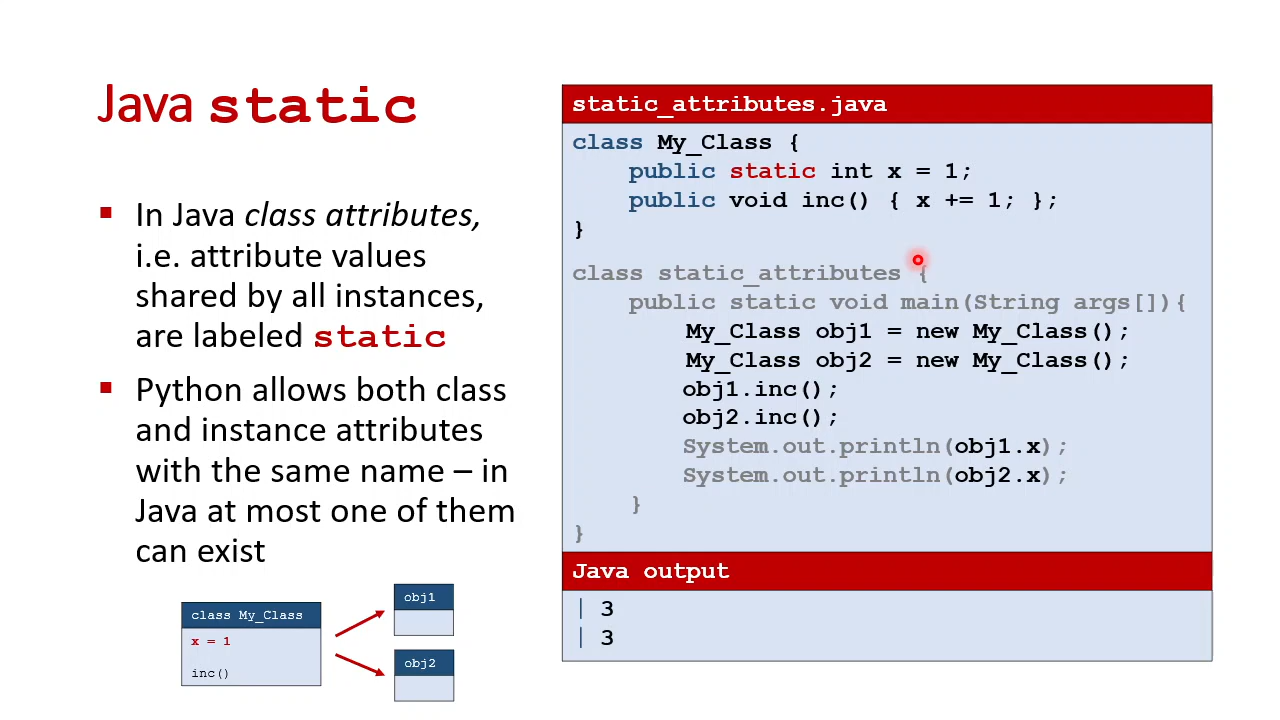 Java static
In Java class attributes,
i.e. attribute values
shared by all instances,
are labeled static
Python allows both class
and instance attributes
with the same name – in
Java at most one of them
can exist
class My_Class
x = 1
inc()
obj1
obj2
static_attributes.java
class My_Class {
    public static int x = 1;
    public void inc() { x += 1; };
}
class static_attributes {
    public static void main(String args[]){
        My_Class obj1 = new My_Class();
        My_Class obj2 = new My_Class();
        obj1.inc();
        obj2.inc();
        System.out.println(obj1.x);
        System.out.println(obj2.x);
    }
}
Java output
| 3
| 3